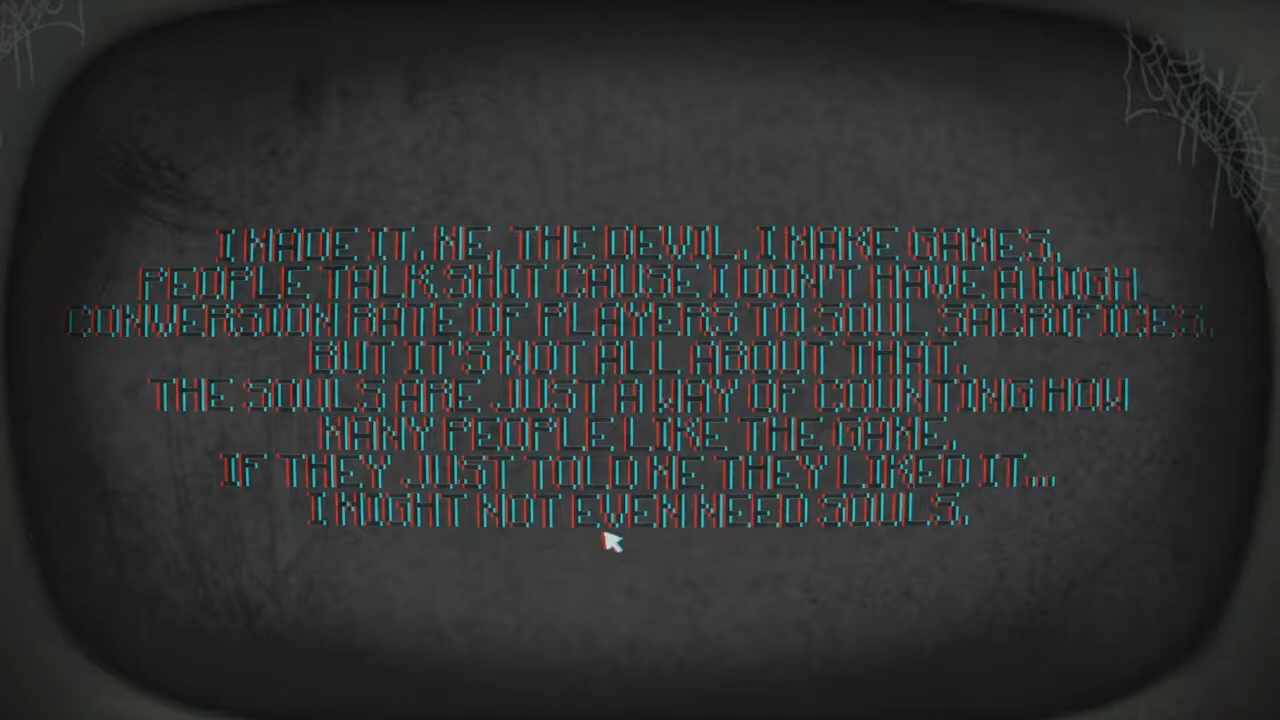 I MADE IT. ME, THE DEVIL. I MAKE GAMES.
PEOPLE TALK SHIT CAUSE I DON'T HAVE A HIGH
CONVERSION RATE OF PLAYERS TO SOUL SACRIFICES.
BUT IT'S NOT ALL ABOUT THAT.
THE SOULS ARE JUST A WAY OF COUNTING HOW
MANY PEOPLE LIKE THE GAME.
IF THEY JUST TOLD ME THEY LIKED IT...
I MIGHT NOT EVEN NEED SOULS.